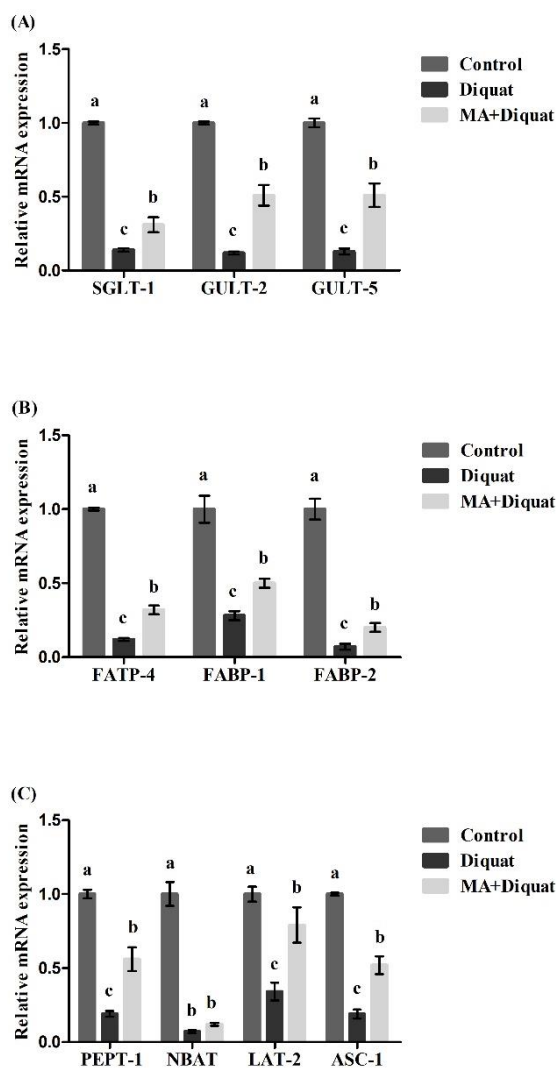 (A)
Relative mRNA expression
1.5
1.0
0.5
0.0
a
c
b
a
c
b
a
c
b
SGLT-1 GULT-2 GULT-5
Control
Diquat
MA+Diquat
(B)
Relative mRNA expression
1.5
1.0
0.5
0.0
a
c
b
a
c
b
a
c
b
FATP-4 FABP-1 FABP-2
Control
Diquat
MA+Diquat
(C)
Relative mRNA expression
1.5
1.0
0.5
0.0
a
c
b
a
b
b
a
c
b
a
c
b
PEPT-1 NBAT LAT-2 ASC-1
Control
Diquat
MA+Diquat